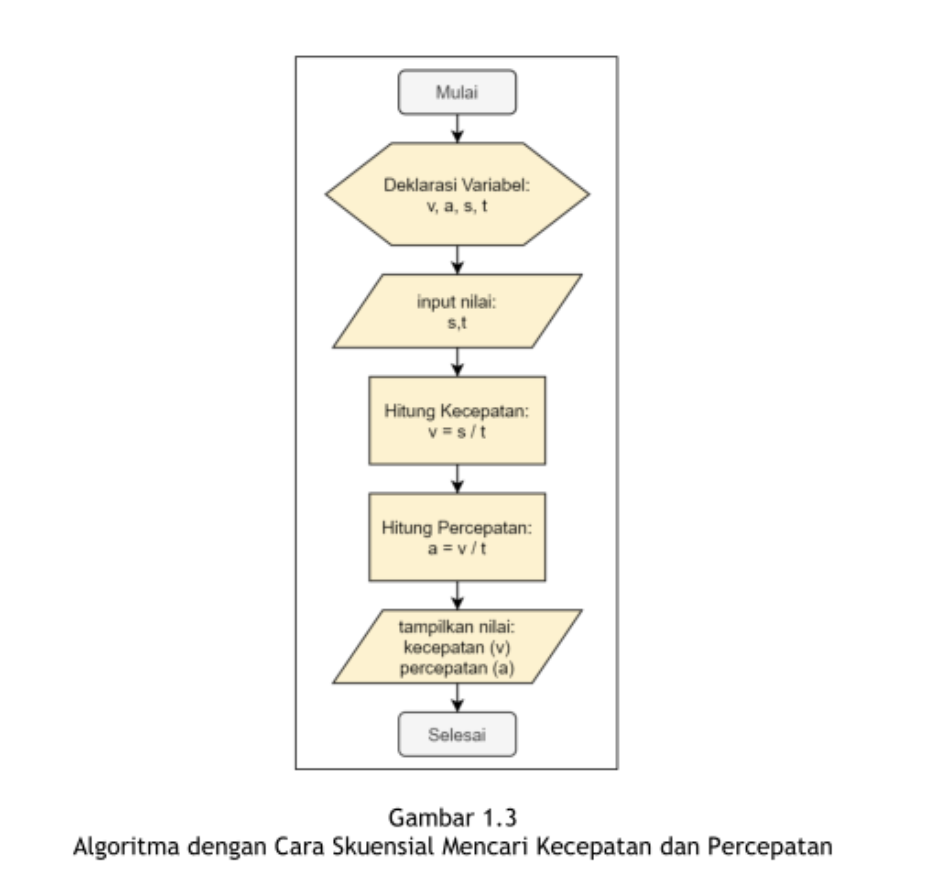 Mulai
Deklarasi Variabel:
v, a, s, t
input nilai:
s,t
Hitung Kecepatan:
v = s / t
Hitung Percepatan:
a = v / t
tampilkan nilai:
kecepatan (v)
percepatan (a)
Selesai
Gambar 1.3
Algoritma dengan Cara Skuensial Mencari Kecepatan dan Percepatan